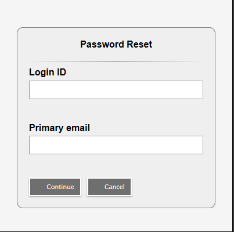 Password Reset
Login ID
Primary email
Continue Cancel